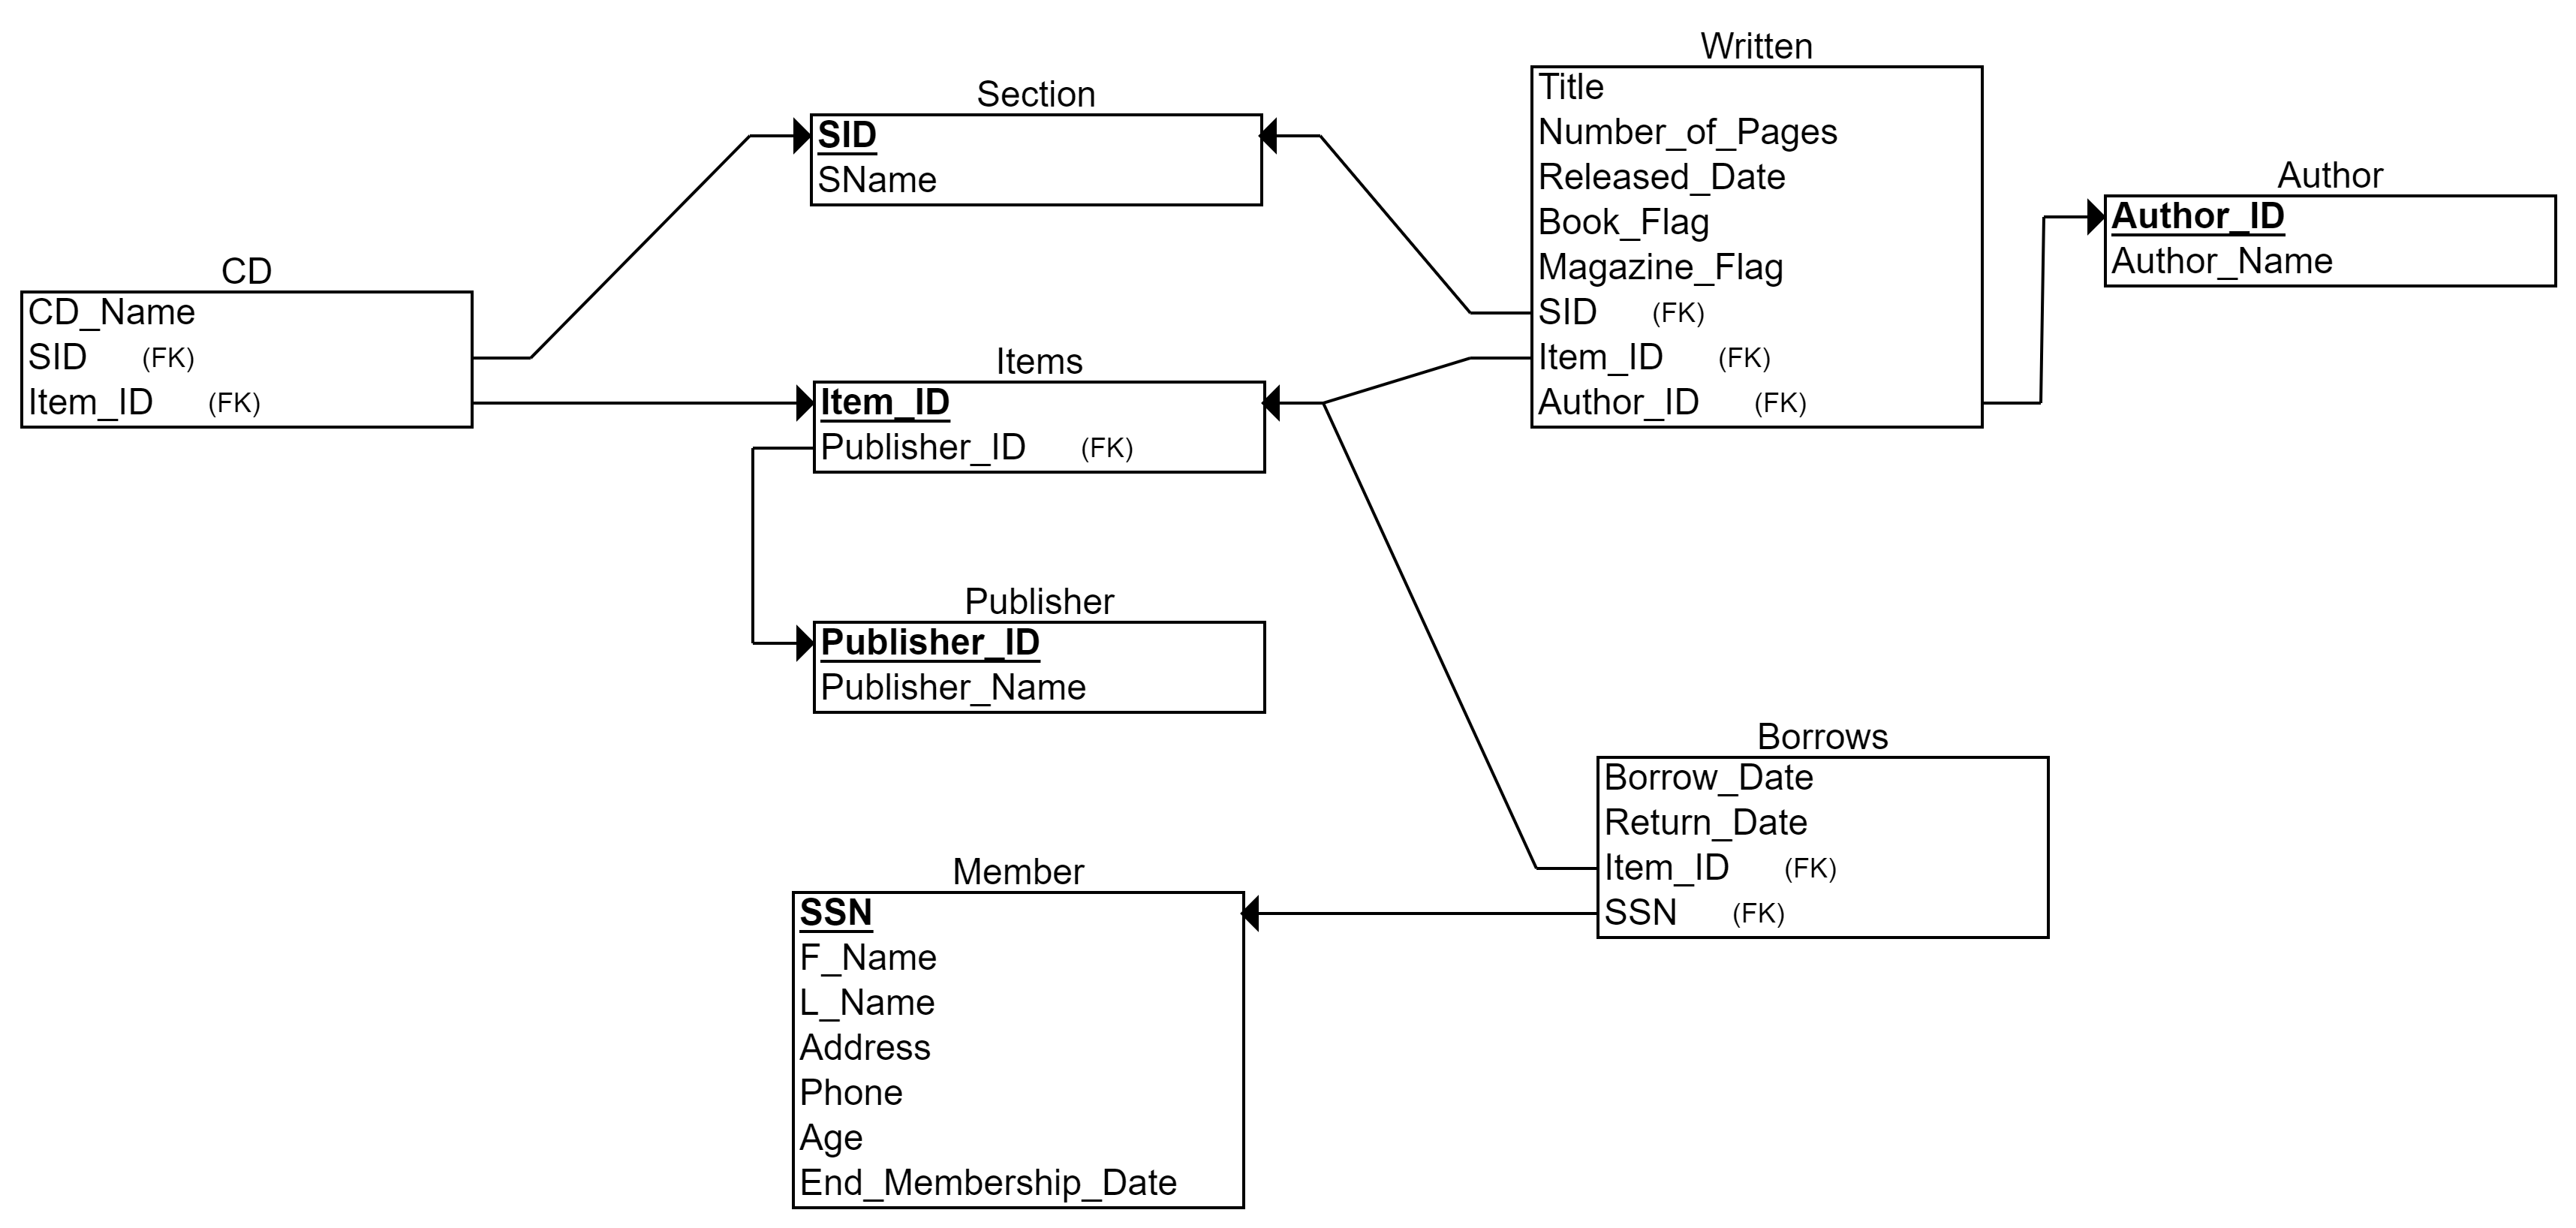 Written
Title
Number_of_Pages
Released_Date
Book_Flag
Magazine_Flag
SID (FK)
Item_ID (FK)
Author_ID (FK)
Section
SID
SName
Author
Author_ID
Author_Name
CD
CD_Name
SID (FK)
Item_ID (FK)
Items
Item_ID
Publisher_ID (FK)
Publisher
Publisher_ID
Publisher_Name
Borrows
Borrow_Date
Return_Date
Item_ID (FK)
SSN (FK)
Member
SSN
F_Name
L_Name
Address
Phone
Age
End_Membership_Date